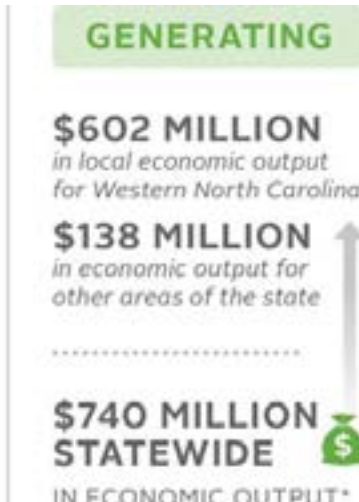 GENERATING
$602 MILLION
in local economic output
for Western North Carolina
$138 MILLION
in economic output for
other areas of the state
$740 MILLION
STATEWIDE
$
IN ECONOMIC OUTPUT*